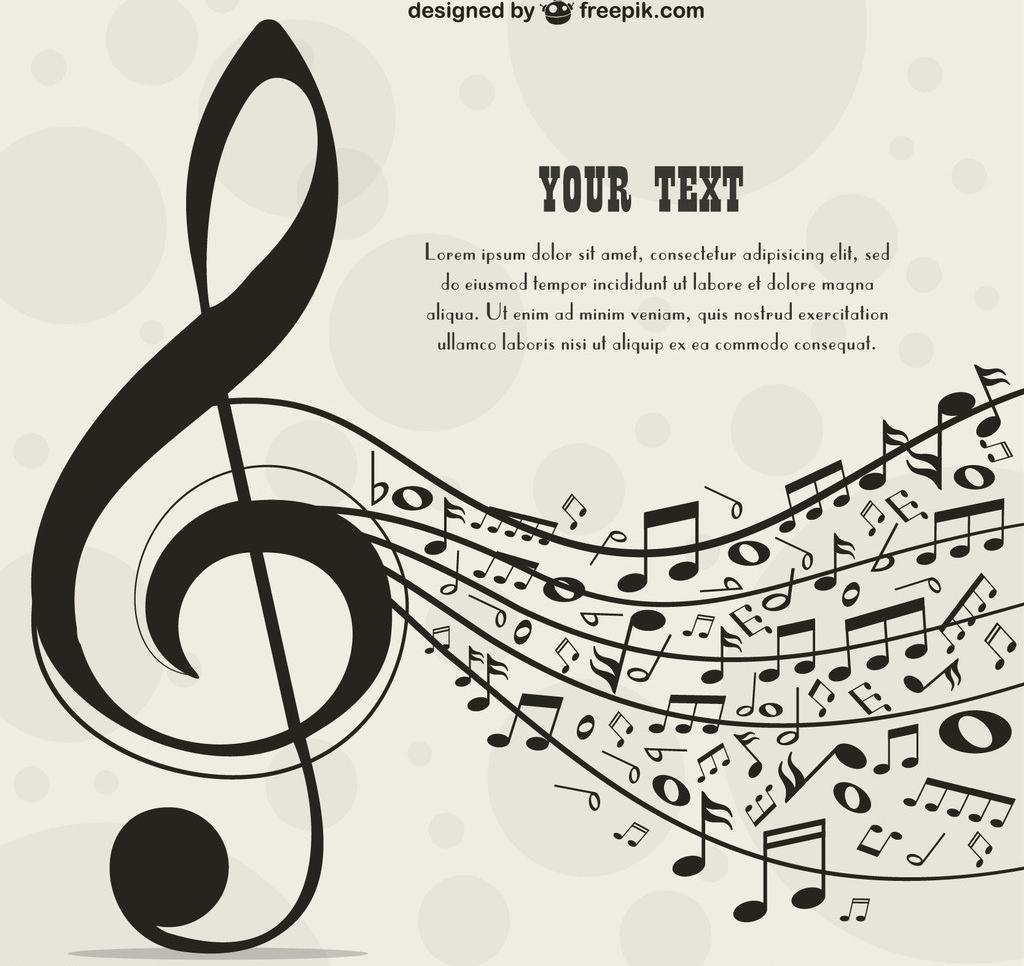 designed by freepik.com
YOUR TEXT
Lorem ipsum dolor sit amet, consectetur adipisicing elit, sed
do eiusmod tempor incididunt ut labore et dolore magna
aliqua. Ut enim ad minim veniam, quis nostrud exercitation
ullamco laboris nisi ut aliquip ex ea commodo consequat.